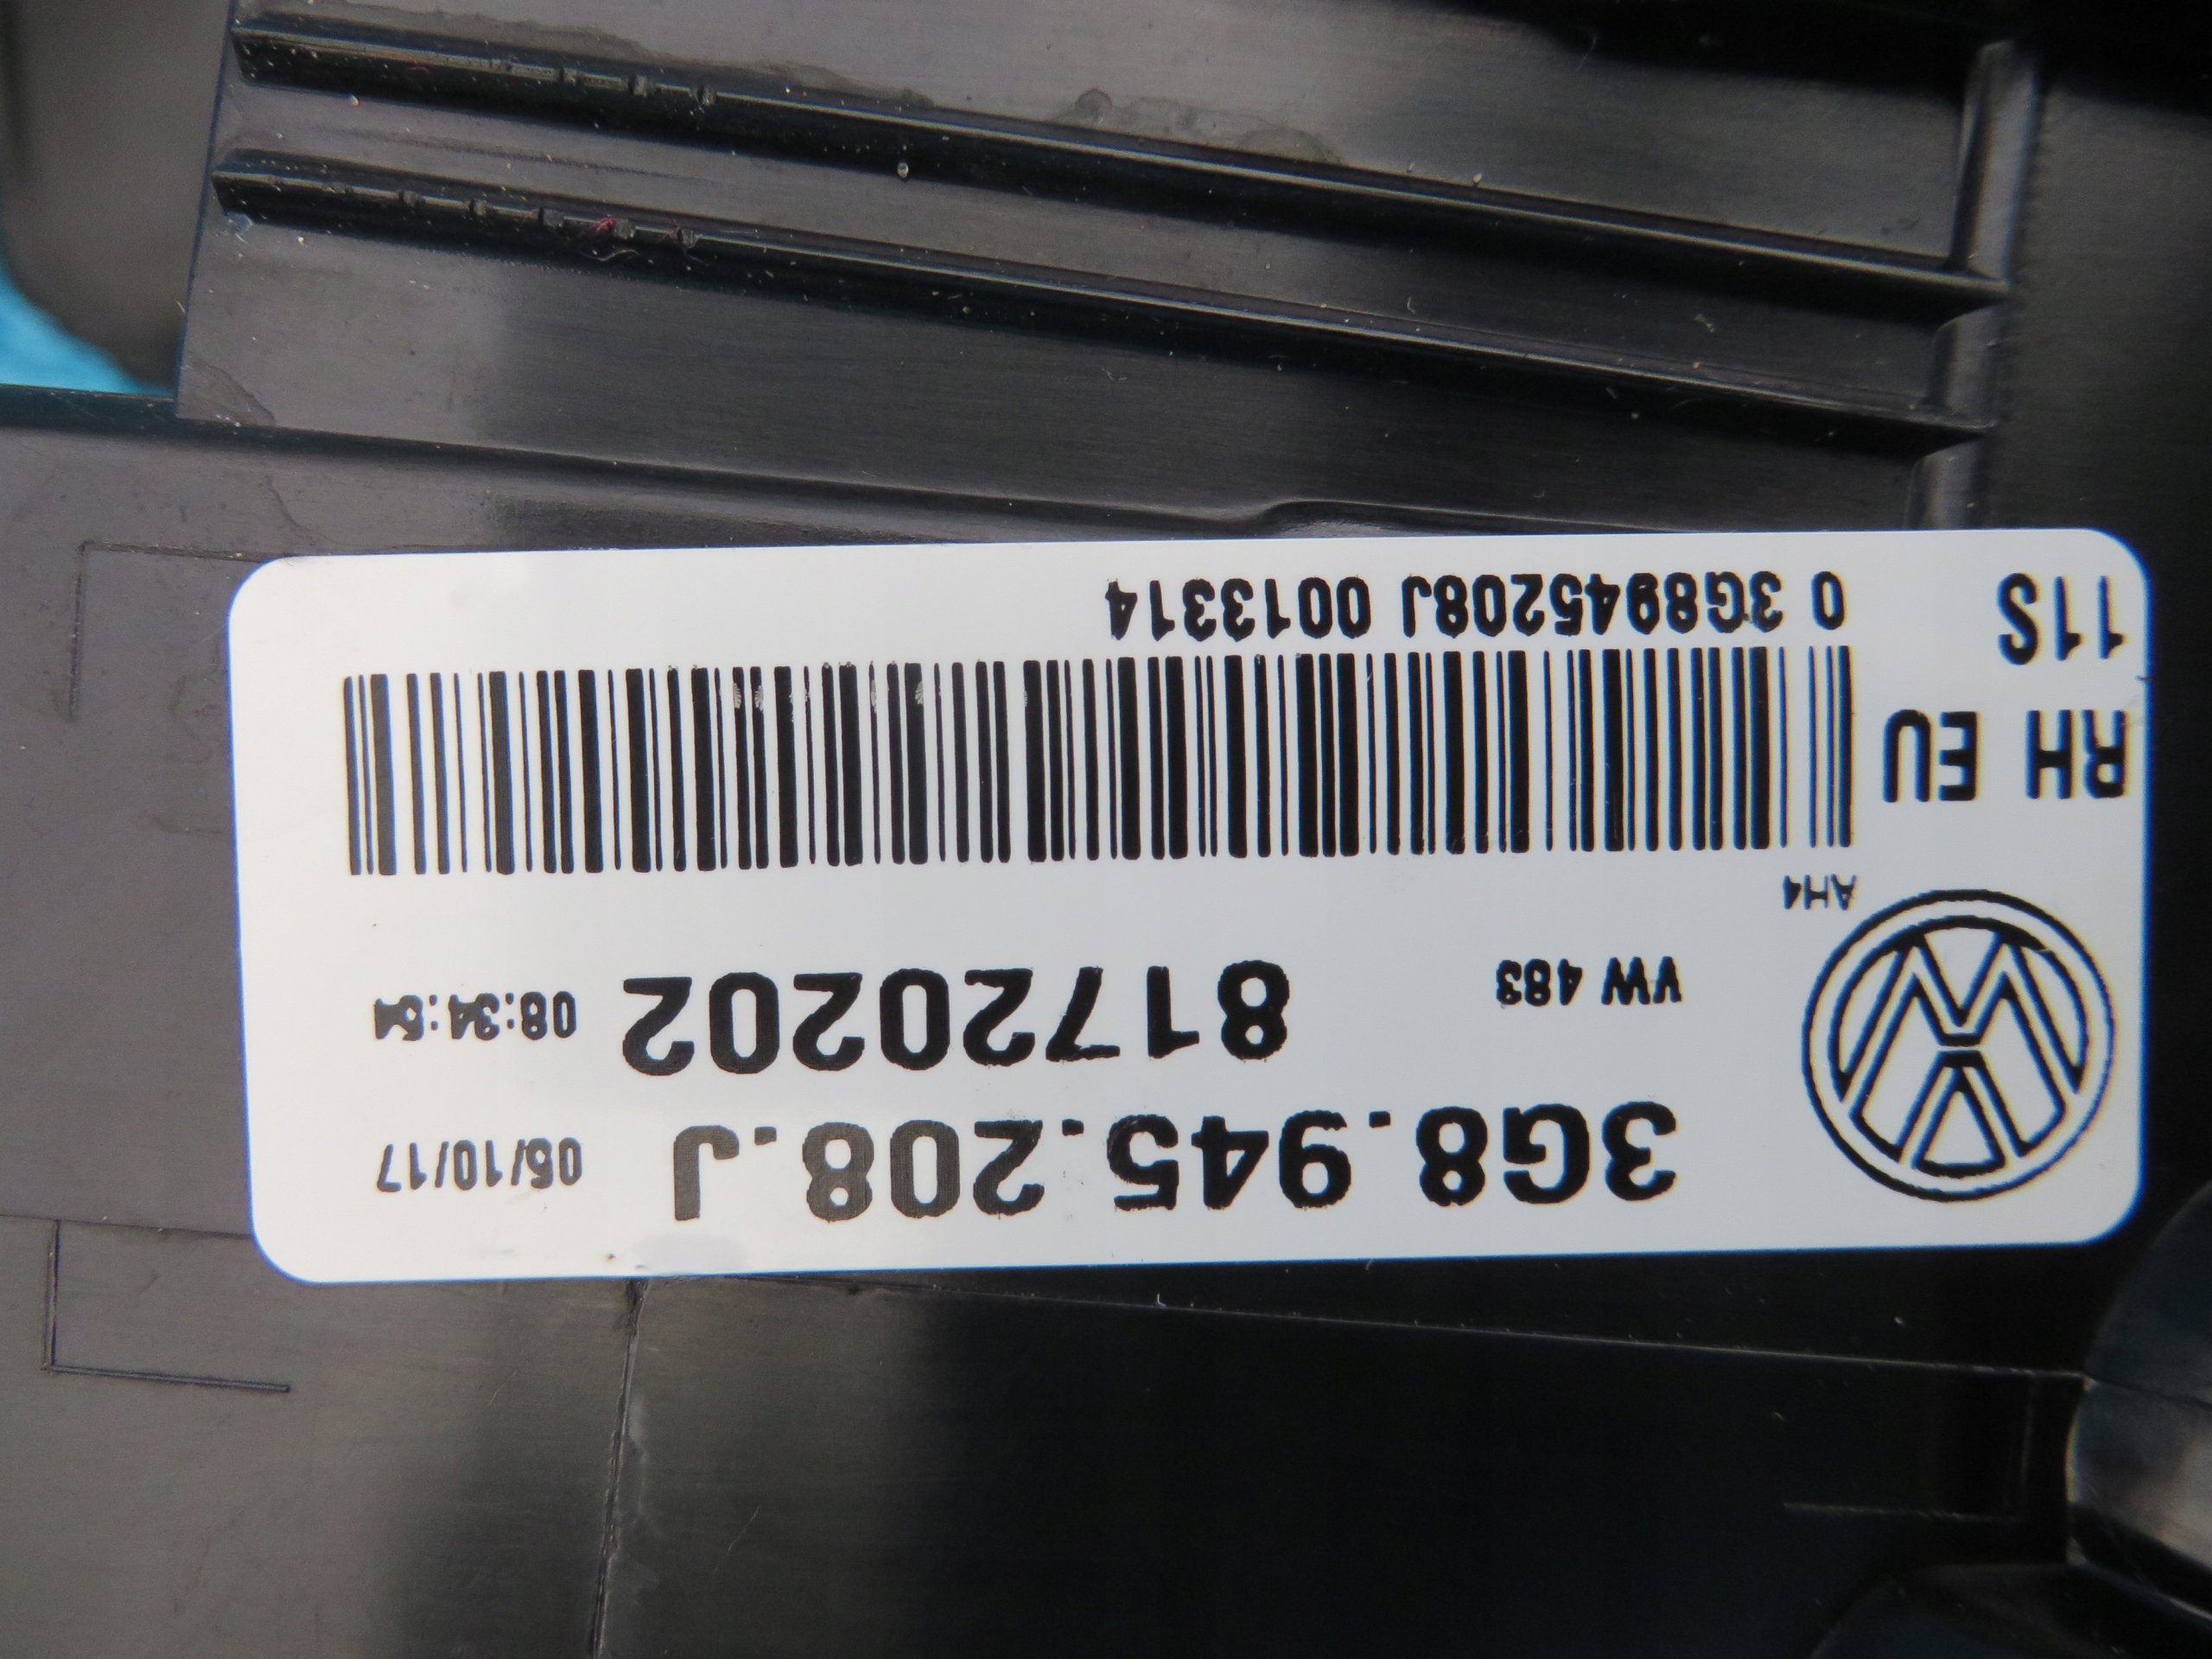 3G8.945.208.J 05/10/17
VW 483 81720202 08:34:54
AH4
RH EU
11S
0 3G8945208J 0013314